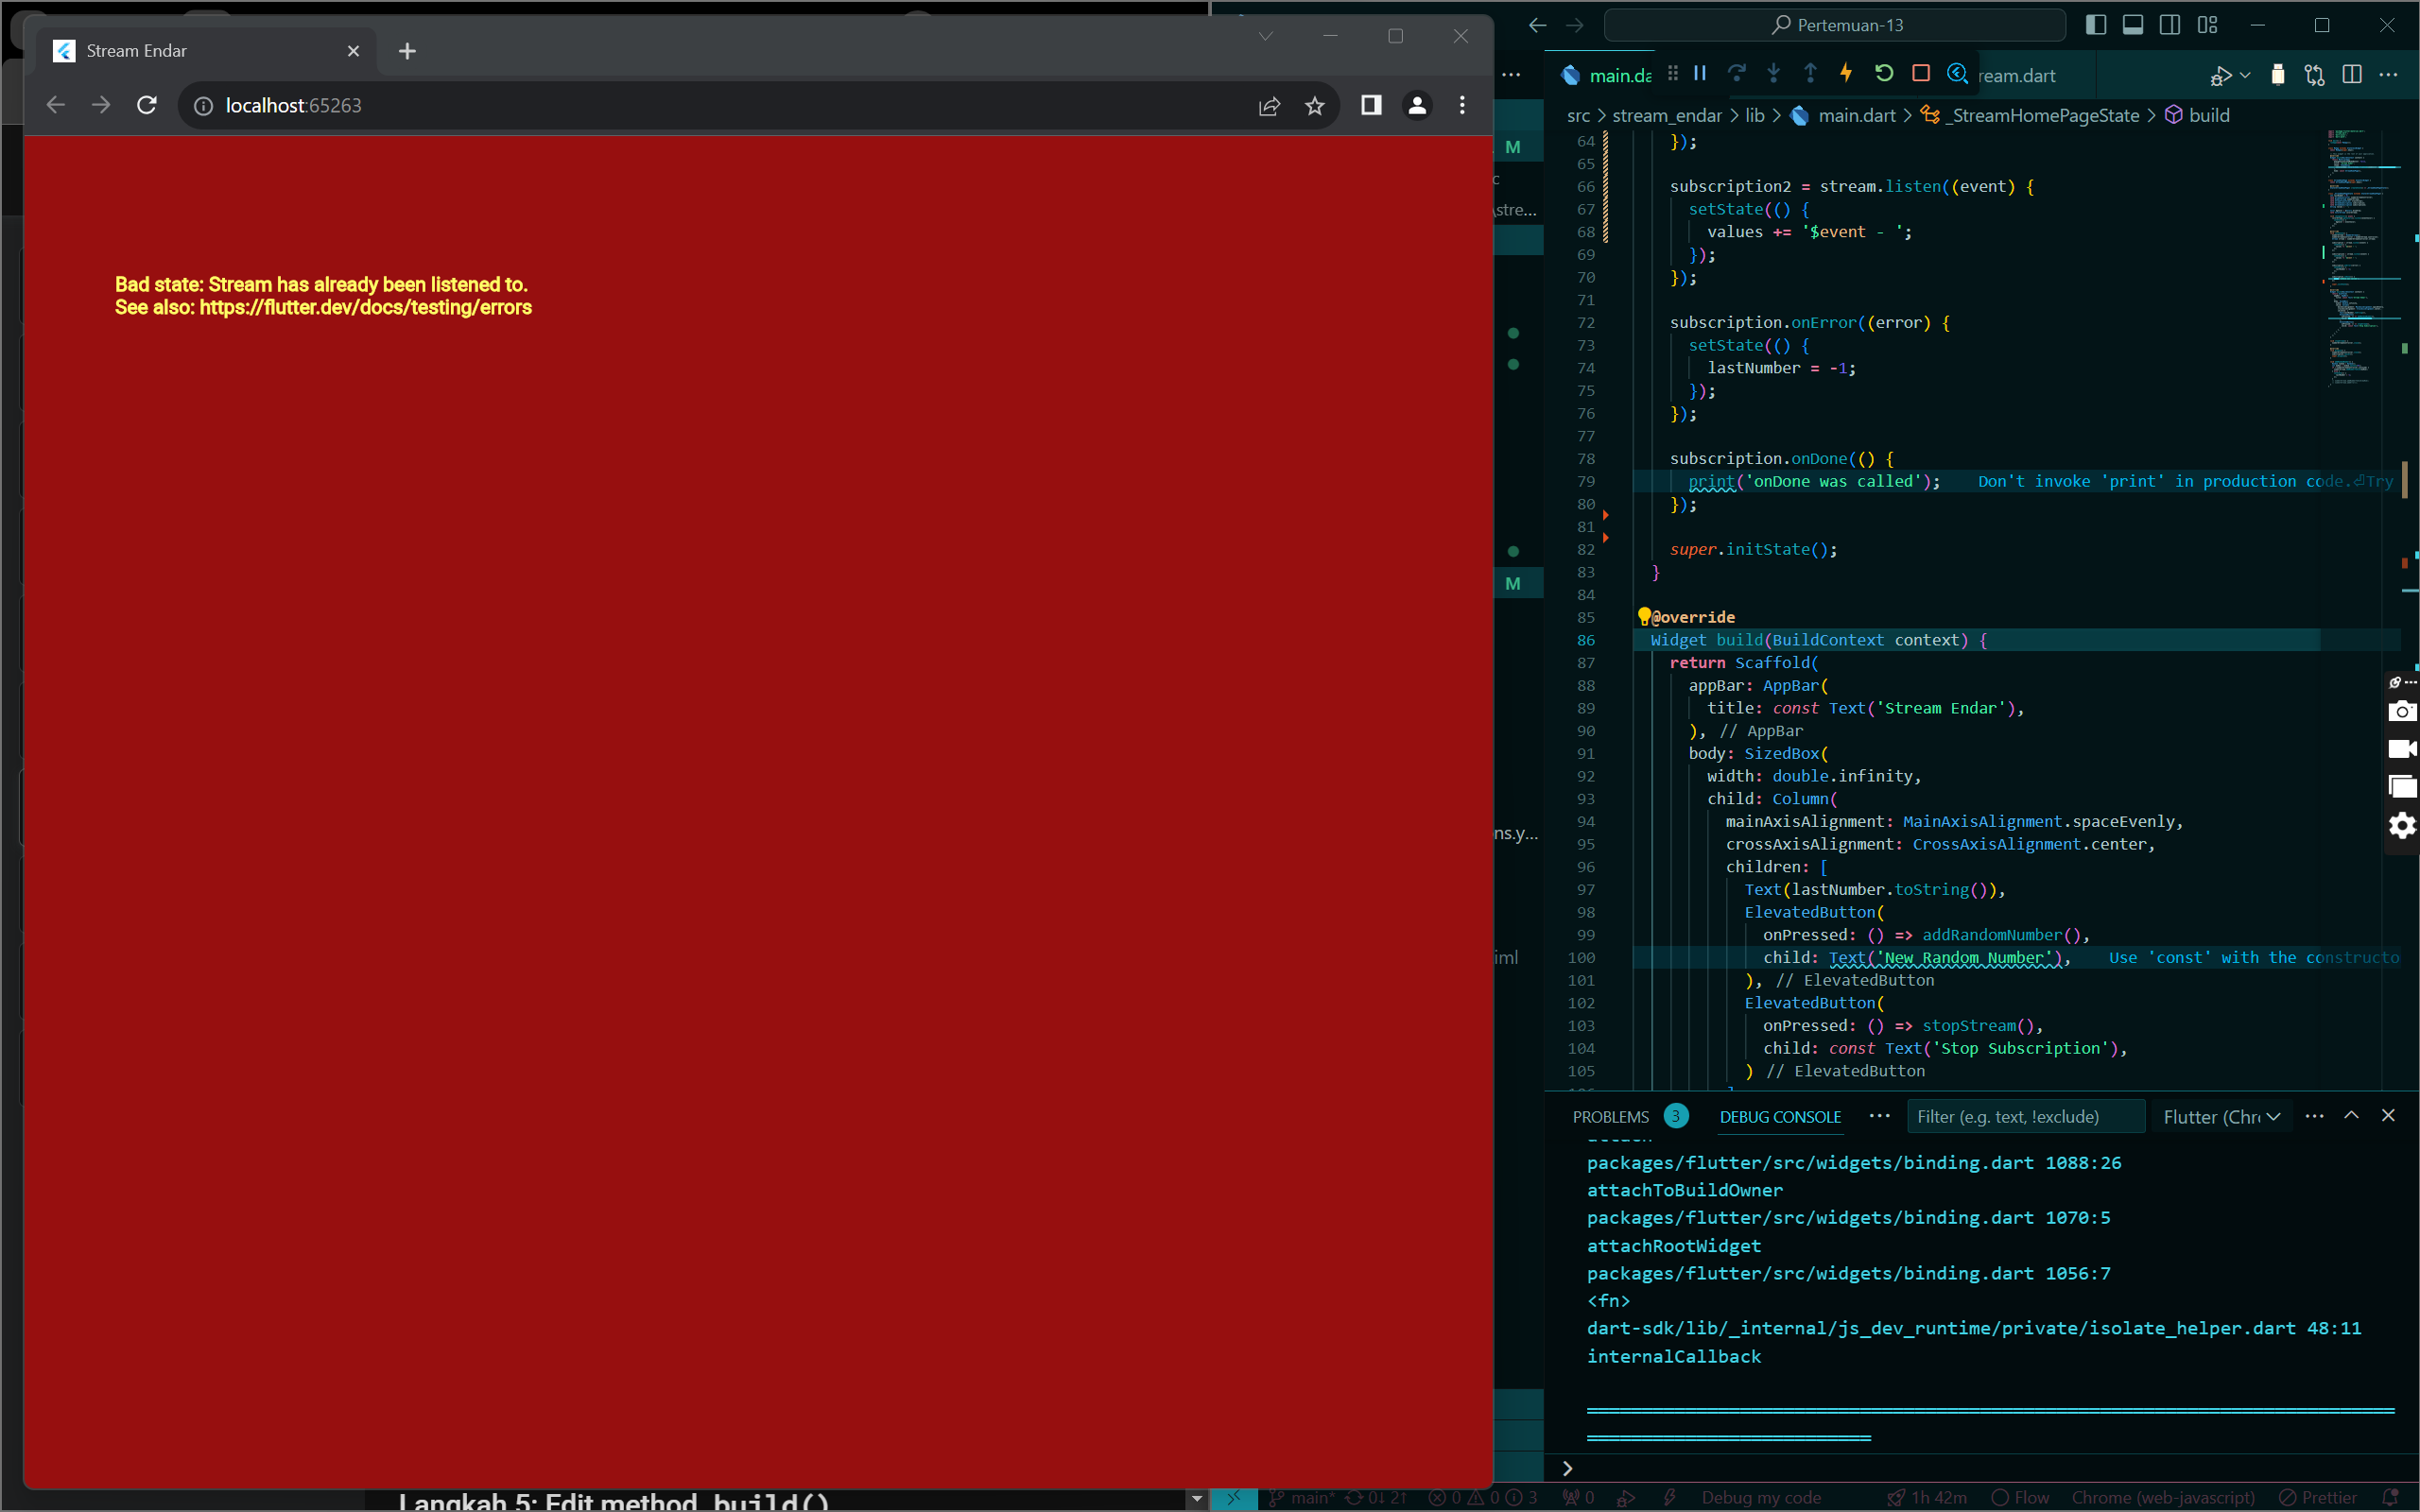 Stream Endar
localhost:65263
Bad state: Stream has already been listened to.
See also: https://flutter.dev/docs/testing/errors
Langkah 5: Edit method build()
Pertemuan-13
main.da
ream.dart
src > stream_endar > lib > main.dart > _StreamHomePageState > build
M
\stre...
M
ns.y...
iml
64 });
65
66 subscription2 = stream.listen((event) {
67 setState(() {
68 values += '$event - ';
69 });
70 });
71
72 subscription.onError((error) {
73 setState(() {
74 lastNumber = -1;
75 });
76 });
77
78 subscription.onDone(() {
79 print('onDone was called'); Don't invoke 'print' in production code.⏎Try
80 });
81
82 super.initState();
83 }
84
85 @override
86 Widget build(BuildContext context) {
87 return Scaffold(
88 appBar: AppBar(
89 title: const Text('Stream Endar'),
90 ), // AppBar
91 body: SizedBox(
92 width: double.infinity,
93 child: Column(
94 mainAxisAlignment: MainAxisAlignment.spaceEvenly,
95 crossAxisAlignment: CrossAxisAlignment.center,
96 children: [
97 Text(lastNumber.toString()),
98 ElevatedButton(
99 onPressed: () => addRandomNumber(),
100 child: Text('New Random Number'), Use 'const' with the constructo
101 ), // ElevatedButton
102 ElevatedButton(
103 onPressed: () => stopStream(),
104 child: const Text('Stop Subscription'),
105 ) // ElevatedButton
PROBLEMS 3 DEBUG CONSOLE Filter (e.g. text, !exclude) Flutter (Chr
packages/flutter/src/widgets/binding.dart 1088:26
attachToBuildOwner
packages/flutter/src/widgets/binding.dart 1070:5
attachRootWidget
packages/flutter/src/widgets/binding.dart 1056:7
<fn>
dart-sdk/lib/_internal/js_dev_runtime/private/isolate_helper.dart 48:11
internalCallback
════════════════════════════════════════
main* 0↓ 2↑ 0 0 3 0 Debug my code 1h 42m Flow Chrome (web-javascript) Prettier